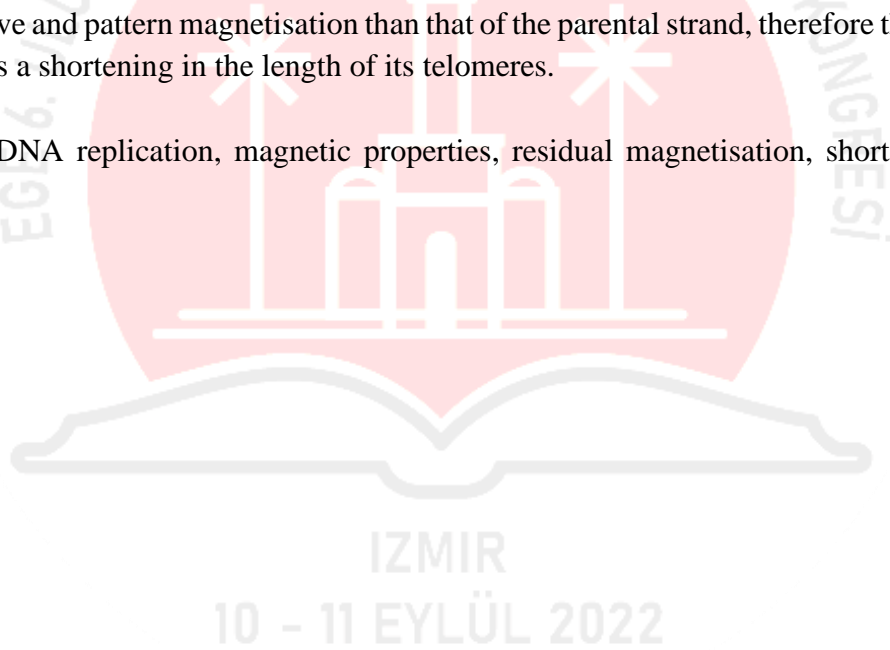 ve and pattern magnetisation than that of the parental strand, therefore
s a shortening in the length of its telomeres.
DNA replication, magnetic properties, residual magnetisation, short
IZMIR
10 - 11 EYLÜL 2022